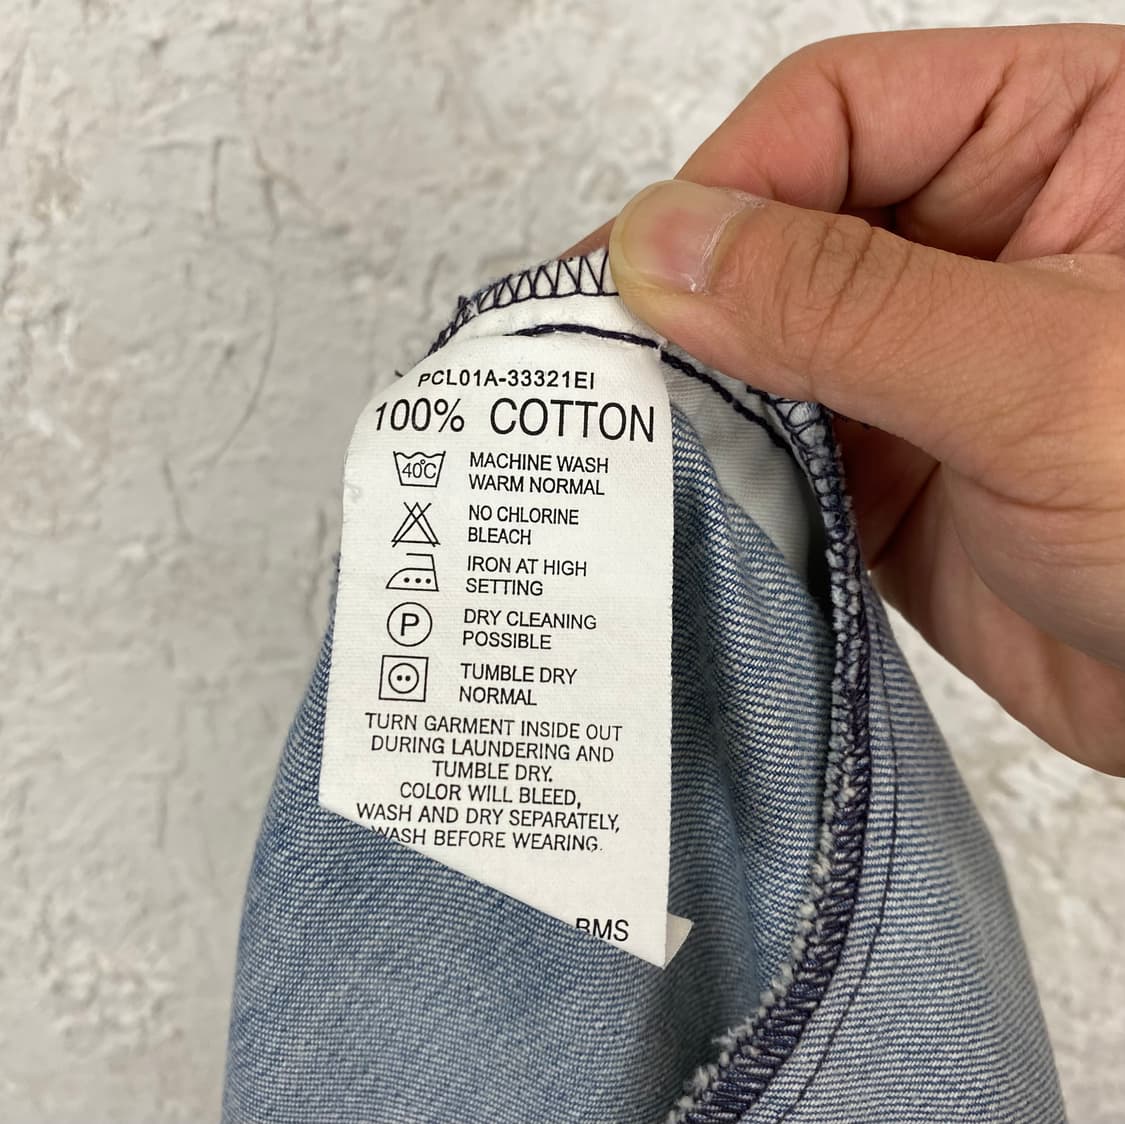 PCL01A-33321EI
100% COTTON
40°C MACHINE WASH
WARM NORMAL
NO CHLORINE
BLEACH
IRON AT HIGH
SETTING
P DRY CLEANING
POSSIBLE
TUMBLE DRY
NORMAL
TURN GARMENT INSIDE OUT
DURING LAUNDERING AND
TUMBLE DRY.
COLOR WILL BLEED,
WASH AND DRY SEPARATELY,
WASH BEFORE WEARING.
BMS